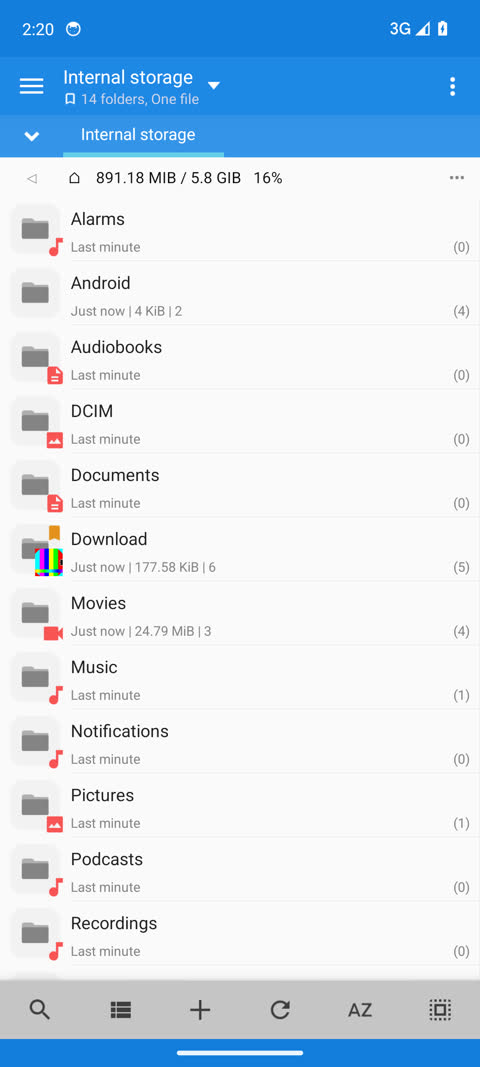 2:20
3G
Internal storage
14 folders, One file
Internal storage
891.18 MIB / 5.8 GIB 16%
Alarms
Last minute (0)
Android
Just now | 4 KiB | 2 (4)
Audiobooks
Last minute (0)
DCIM
Last minute (0)
Documents
Last minute (0)
Download
Just now | 177.58 KiB | 6 (5)
Movies
Just now | 24.79 MiB | 3 (4)
Music
Last minute (1)
Notifications
Last minute (0)
Pictures
Last minute (1)
Podcasts
Last minute (0)
Recordings
Last minute (0)
AZ